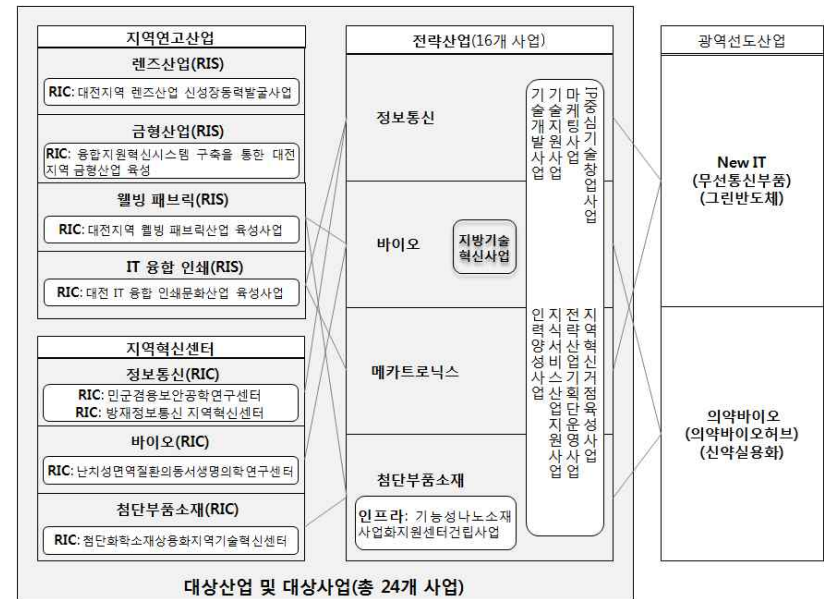 지역연고산업
렌즈산업(RIS)
RIC: 대전지역 렌즈산업 신성장동력발굴사업
금형산업(RIS)
RIC: 융합지원혁신시스템 구축을 통한 대전
지역 금형산업 육성
웰빙 패브릭(RIS)
RIC: 대전지역 웰빙 패브릭산업 육성사업
IT 융합 인쇄(RIS)
RIC: 대전 IT 융합 인쇄문화산업 육성사업
지역혁신센터
정보통신(RIC)
RIC: 민군겸용보안공학연구센터
RIC: 방재정보통신 지역혁신센터
바이오(RIC)
RIC: 난치성면역질환의동서생명의학연구센터
첨단부품소재(RIC)
RIC: 첨단화학소재상용화지역기술혁신센터
전략산업(16개 사업)
정보통신
바이오
지방기술
혁신사업
메카트로닉스
첨단부품소재
인프라: 기능성나노소재
사업화지원센터건립사업
IP중심기술창업사업
마케팅사업
기술지원사업
기술개발사업
지역혁신거점육성사업
전략산업기획단운영사업
지식서비스산업지원사업
인력양성사업
광역선도산업
New IT
(무선통신부품)
(그린반도체)
의약바이오
(의약바이오허브)
(신약실용화)
대상산업 및 대상사업(총 24개 사업)